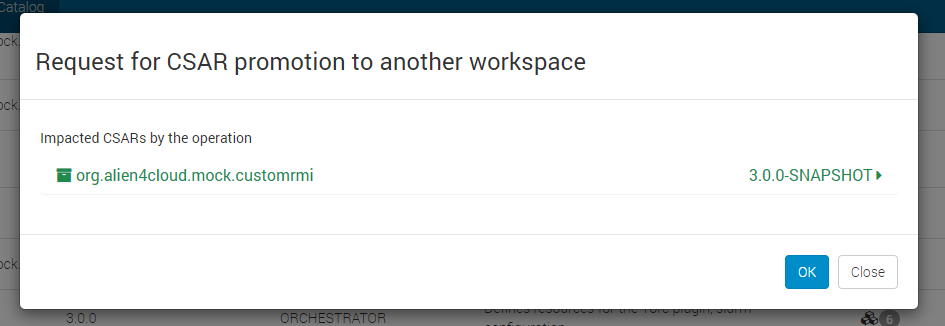 Catalog
ock.
Request for CSAR promotion to another workspace
ock.
Impacted CSARs by the operation
org.alien4cloud.mock.customrmi 3.0.0-SNAPSHOT
ock.
OK Close
3.0.0 ORCHESTRATOR Defines resources for the Yorc plugin, slurm 6
configuration